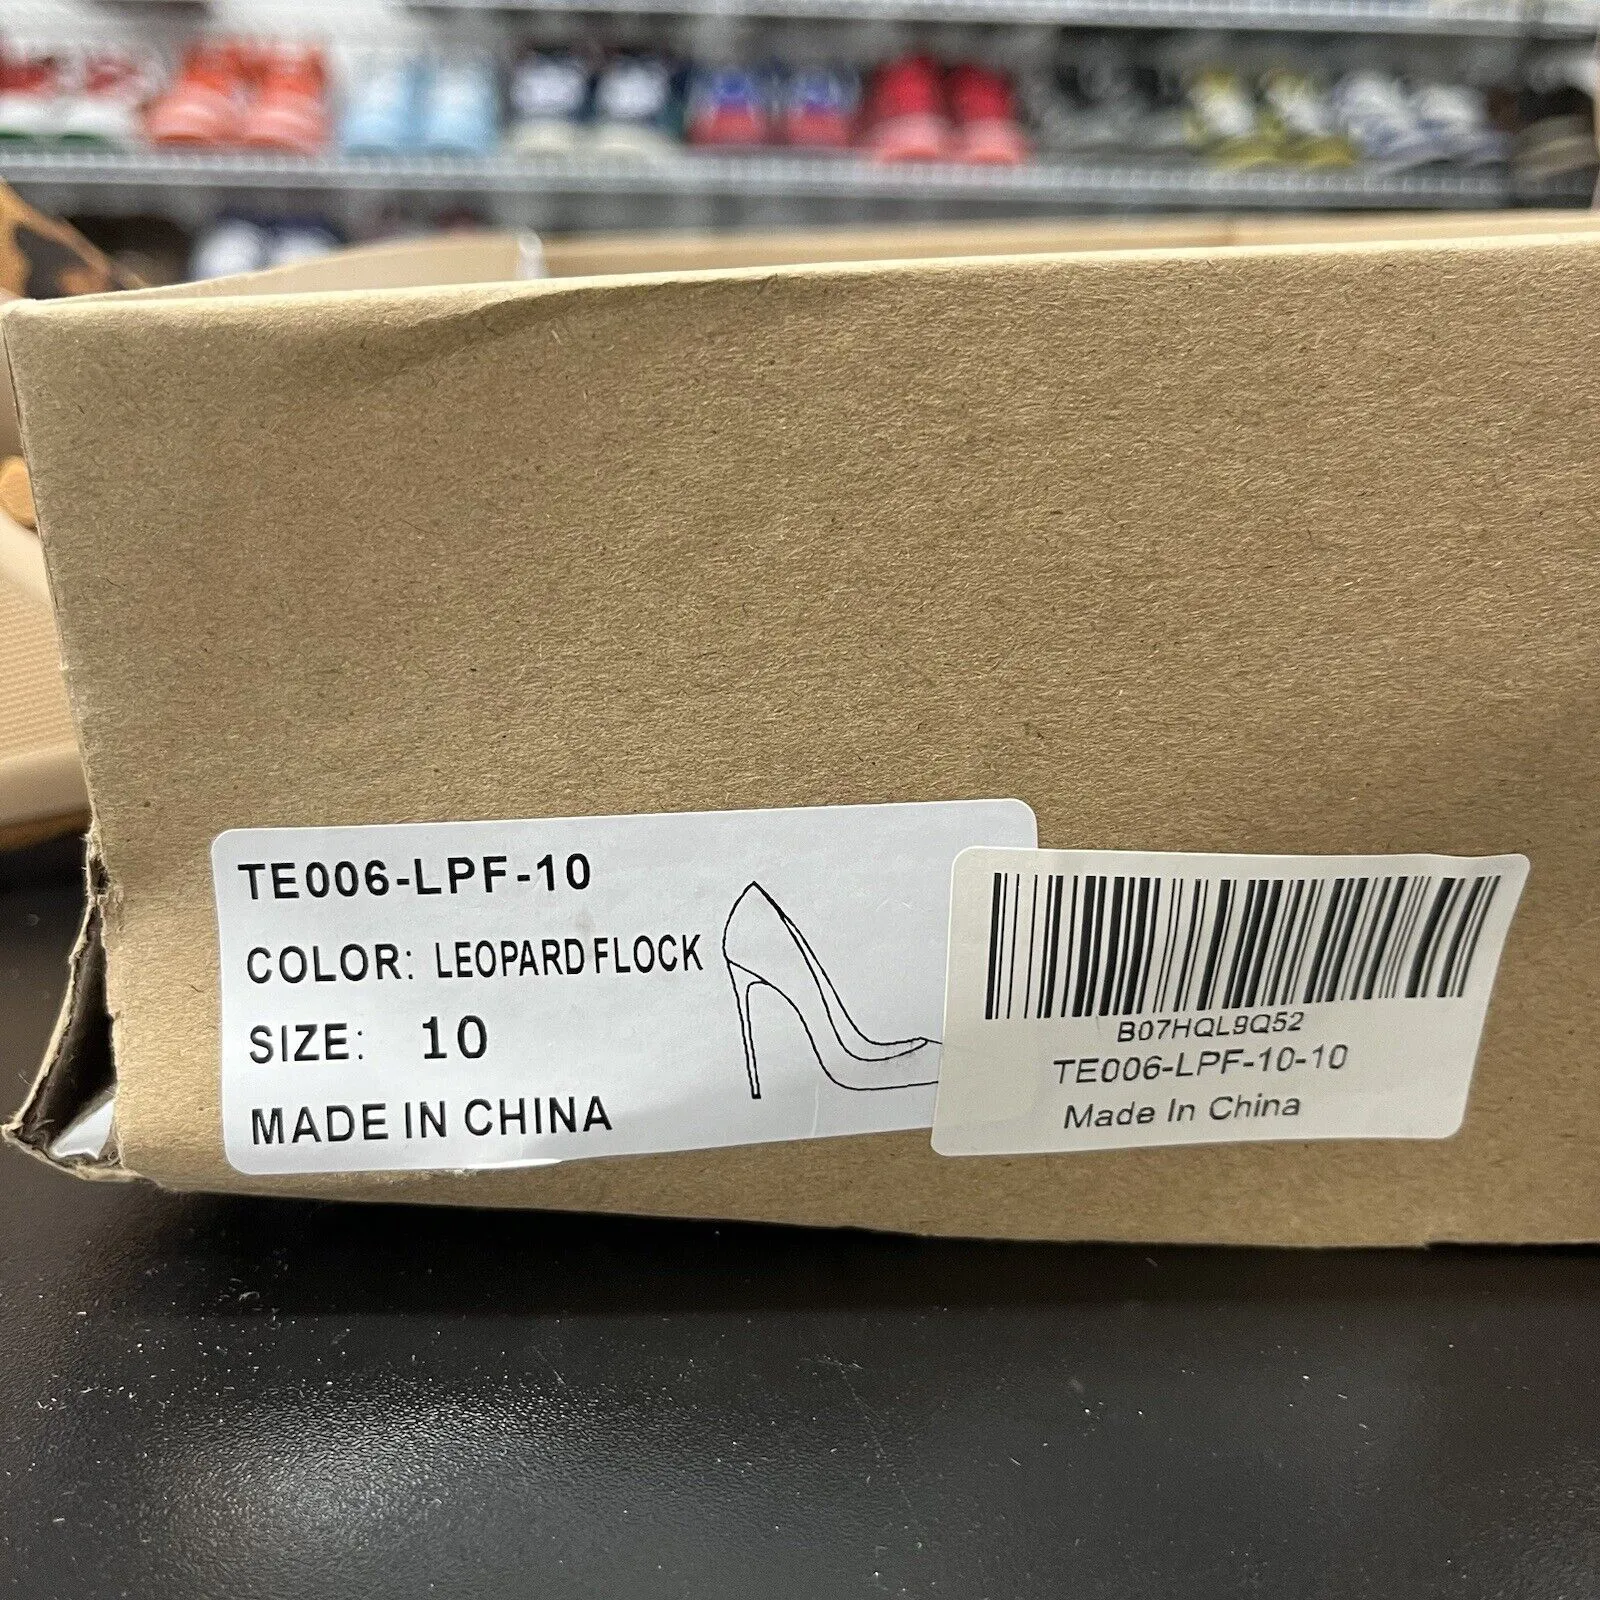 TE006-LPF-10
COLOR: LEOPARD FLOCK
SIZE: 10
MADE IN CHINA
B07HQL9Q52
TE006-LPF-10-10
Made In China